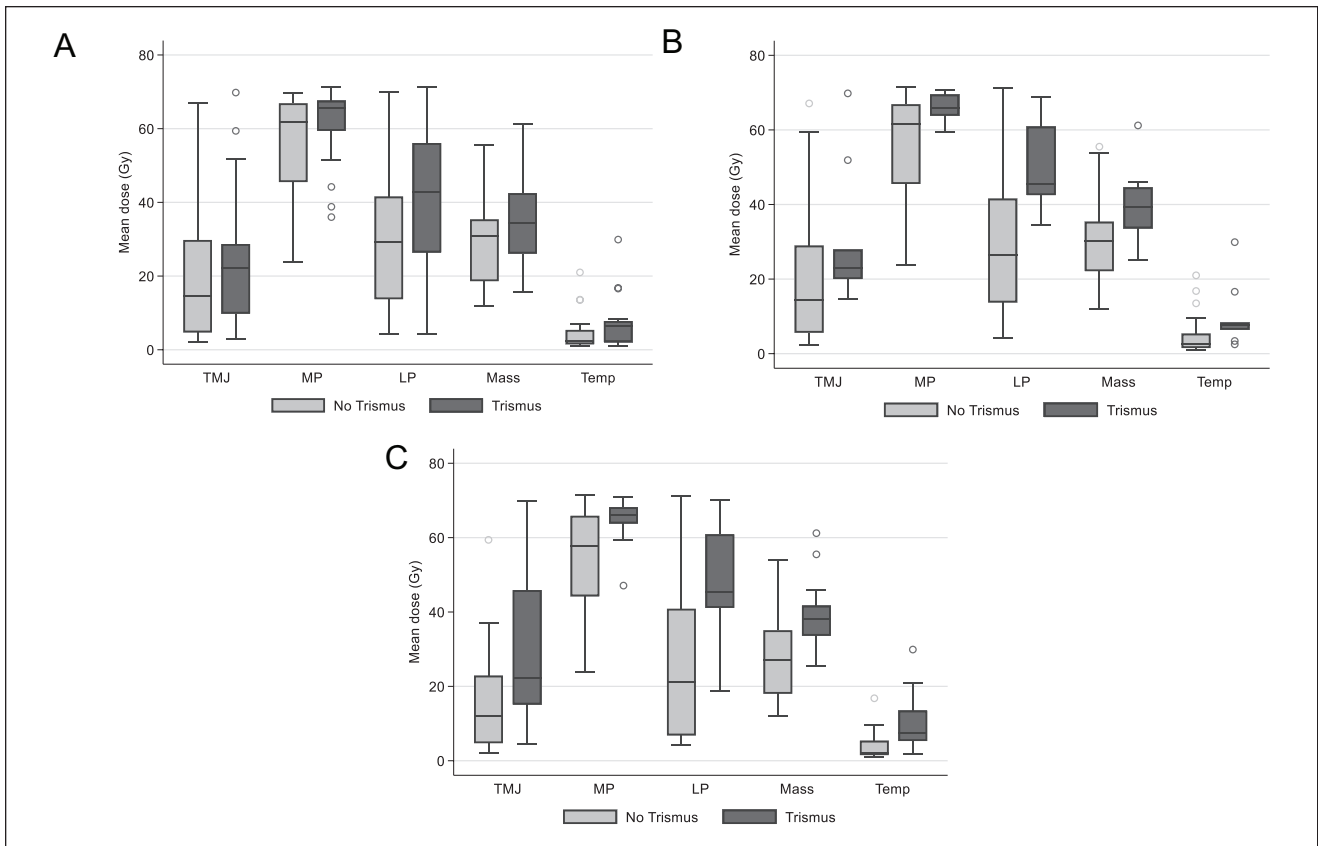 A
Mean dose (Gy)
80
60
40
20
0
TMJ MP LP Mass Temp
No Trismus Trismus
B
Mean dose (Gy)
80
60
40
20
0
TMJ MP LP Mass Temp
No Trismus Trismus
C
Mean dose (Gy)
80
60
40
20
0
TMJ MP LP Mass Temp
No Trismus Trismus